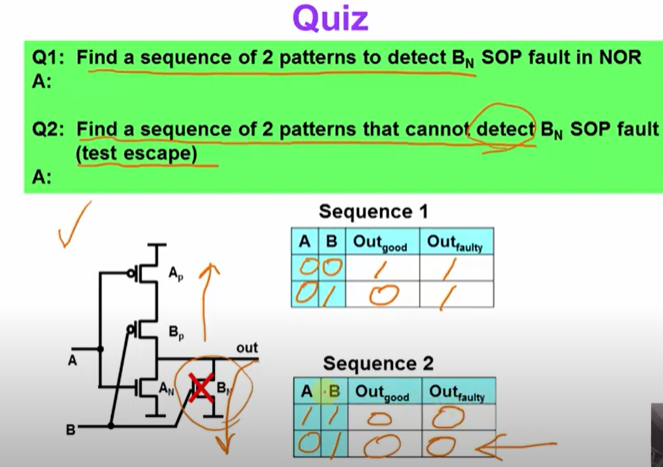 Quiz
Q1: Find a sequence of 2 patterns to detect BN SOP fault in NOR
A:
Q2: Find a sequence of 2 patterns that cannot detect BN SOP fault
(test escape)
A:
Sequence 1
A B Outgood Outfaulty
0 0 1 1
0 1 0 1
AP
BP
out
A
AN
BN
B
Sequence 2
A B Outgood Outfaulty
1 1 0 0
0 1 0 0